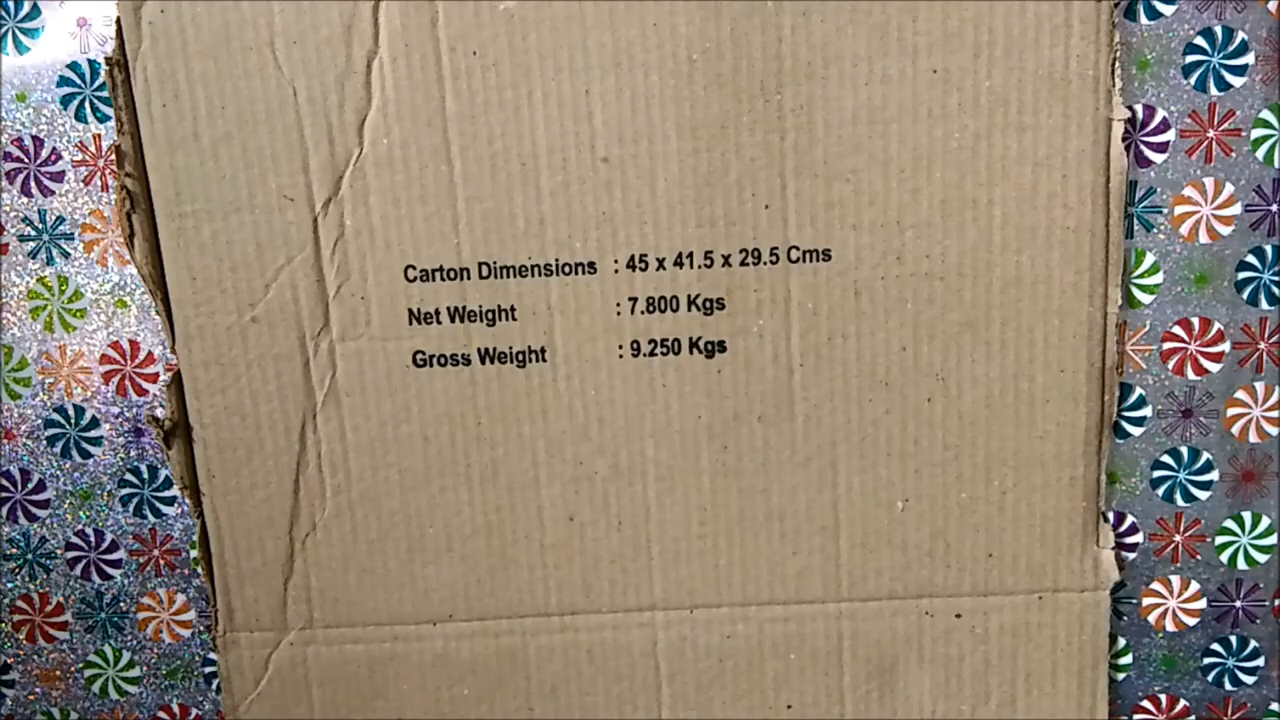 Carton Dimensions : 45 x 41.5 x 29.5 Cms
Net Weight : 7.800 Kgs
Gross Weight : 9.250 Kgs